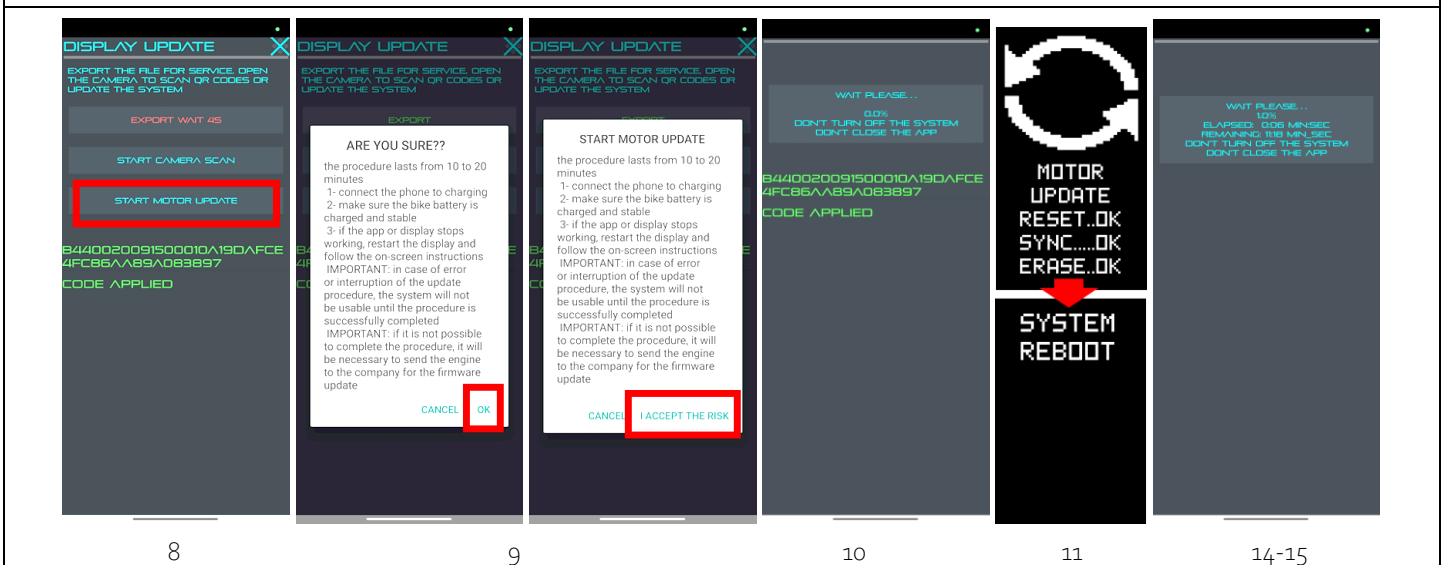 DISPLAY UPDATE X
EXPORT THE FILE FOR SERVICE, OPEN
THE CAMERA TO SCAN QR CODES OR
UPDATE THE SYSTEM
EXPORT WAIT 4S
START CAMERA SCAN
START MOTOR UPDATE
B440020091500010A19DAFCE
4FC86AA89A083897
CODE APPLIED
8
DISPLAY UPDATE X
EXPORT THE FILE FOR SERVICE, OPEN
THE CAMERA TO SCAN QR CODES OR
UPDATE THE SYSTEM
EXPORT
ARE YOU SURE??
the procedure lasts from 10 to 20
minutes
1- connect the phone to charging
2- make sure the bike battery is
charged and stable
3- if the app or display stops
working, restart the display and
follow the on-screen instructions
IMPORTANT: in case of error
or interruption of the update
procedure, the system will not
be usable until the procedure is
successfully completed
IMPORTANT: if it is not possible
to complete the procedure, it will
be necessary to send the engine
to the company for the firmware
update
CANCEL OK
DISPLAY UPDATE X
EXPORT THE FILE FOR SERVICE, OPEN
THE CAMERA TO SCAN QR CODES OR
UPDATE THE SYSTEM
EXPORT
START MOTOR UPDATE
the procedure lasts from 10 to 20
minutes
1- connect the phone to charging
2- make sure the bike battery is
charged and stable
3- if the app or display stops
working, restart the display and
follow the on-screen instructions
IMPORTANT: in case of error
or interruption of the update
procedure, the system will not
be usable until the procedure is
successfully completed
IMPORTANT: if it is not possible
to complete the procedure, it will
be necessary to send the engine
to the company for the firmware
update
CANCEL I ACCEPT THE RISK
9
WAIT PLEASE...
0.0%
DON'T TURN OFF THE SYSTEM
DON'T CLOSE THE APP
B440020091500010A19DAFCE
4FC86AA89A083897
CODE APPLIED
10
MOTOR
UPDATE
RESET..OK
SYNC.....OK
ERASE..OK
SYSTEM
REBOOT
11
WAIT PLEASE...
1.0%
ELAPSED: 0:06 MIN:SEC
REMAINING: 11:18 MIN_SEC
DON'T TURN OFF THE SYSTEM
DON'T CLOSE THE APP
14-15